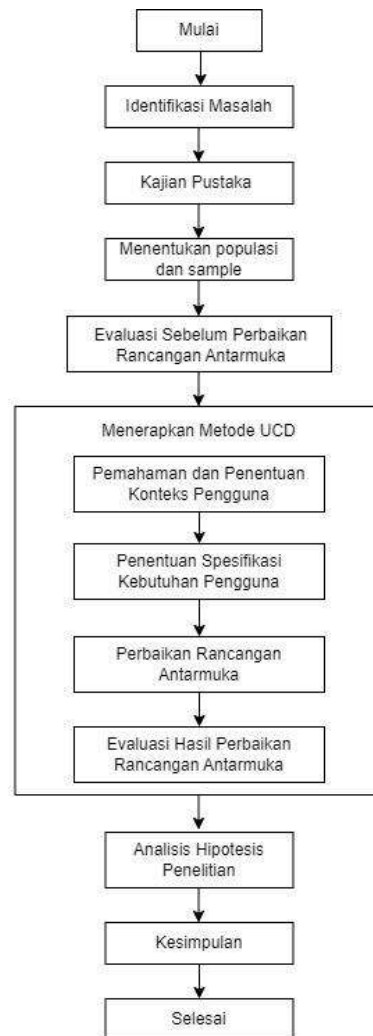 Mulai
Identifikasi Masalah
Kajian Pustaka
Menentukan populasi
dan sample
Evaluasi Sebelum Perbaikan
Rancangan Antarmuka
Menerapkan Metode UCD
Pemahaman dan Penentuan
Konteks Pengguna
Penentuan Spesifikasi
Kebutuhan Pengguna
Perbaikan Rancangan
Antarmuka
Evaluasi Hasil Perbaikan
Rancangan Antarmuka
Analisis Hipotesis
Penelitian
Kesimpulan
Selesai